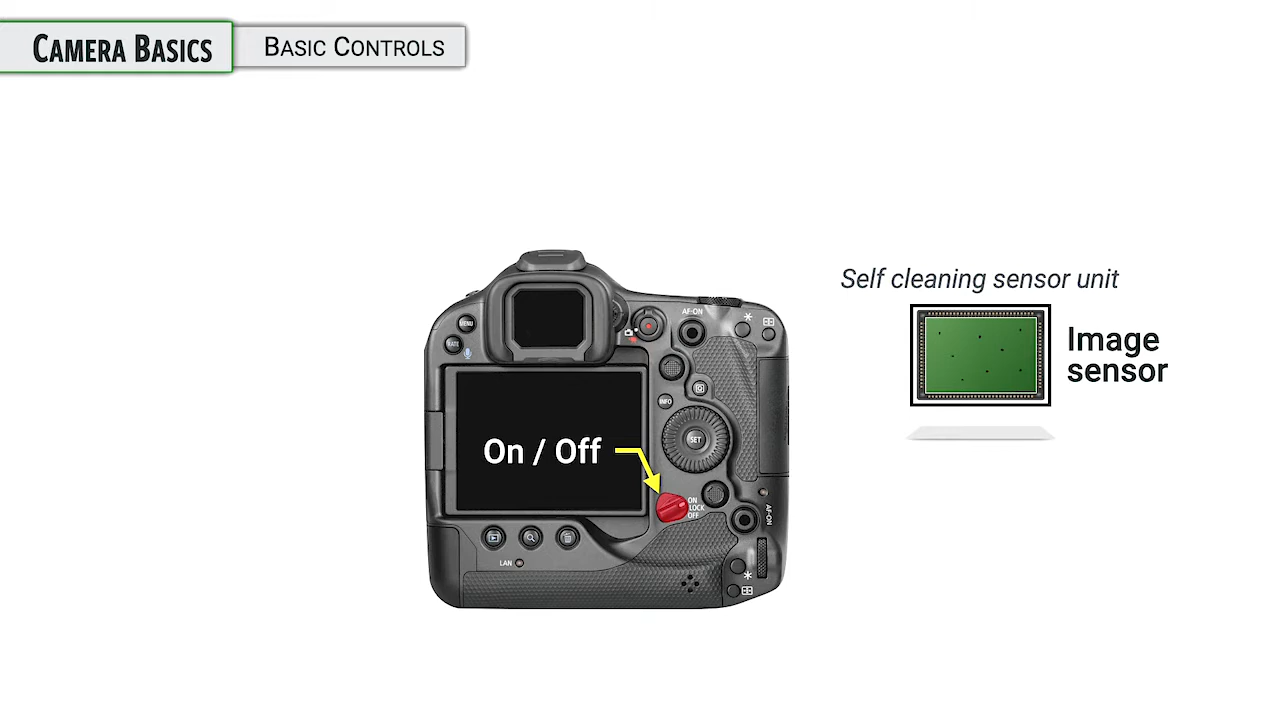 CAMERA BASICS
BASIC CONTROLS
Self cleaning sensor unit
Image
sensor
On / Off
MENU
RATE
AF-ON
INFO
SET
ON
LOCK
OFF
AF-ON
LAN